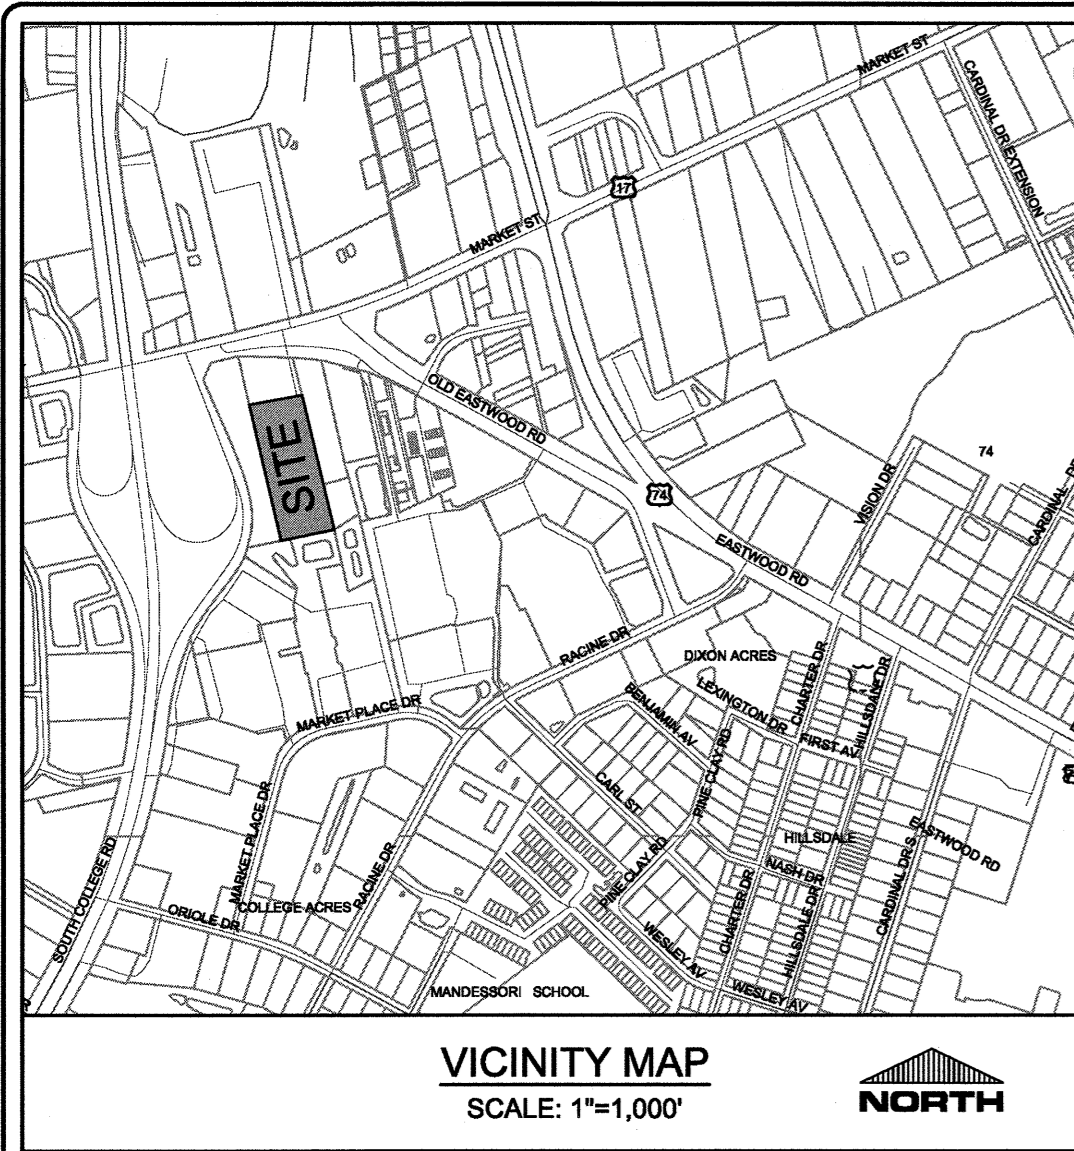 MARKET ST
CARDINAL DR EXTENSION
17
MARKET ST
OLD EASTWOOD RD
SITE
74
74
VISION DR
CARDINAL
EASTWOOD RD
RACINE DR
DIXON ACRES
CHARTER DR
HILLSDALE DR
LEXINGTON DR
BENJAMIN AV
FIRST AV
PINE CLAY RD
MARKET PLACE DR
CARL ST
MARKET PLACE DR
HILLSDALE
EASTWOOD RD
SOUTH COLLEGE RD
RACINE DR
PINE CLAY RD
NASH DR
CARDINAL DR S
CHARTER DR
HILLSDALE DR
COLLEGE ACRES
ORIOLE DR
WESLEY AV
MANDESSORI SCHOOL
WESLEY AV
VICINITY MAP
SCALE: 1"=1,000'
NORTH